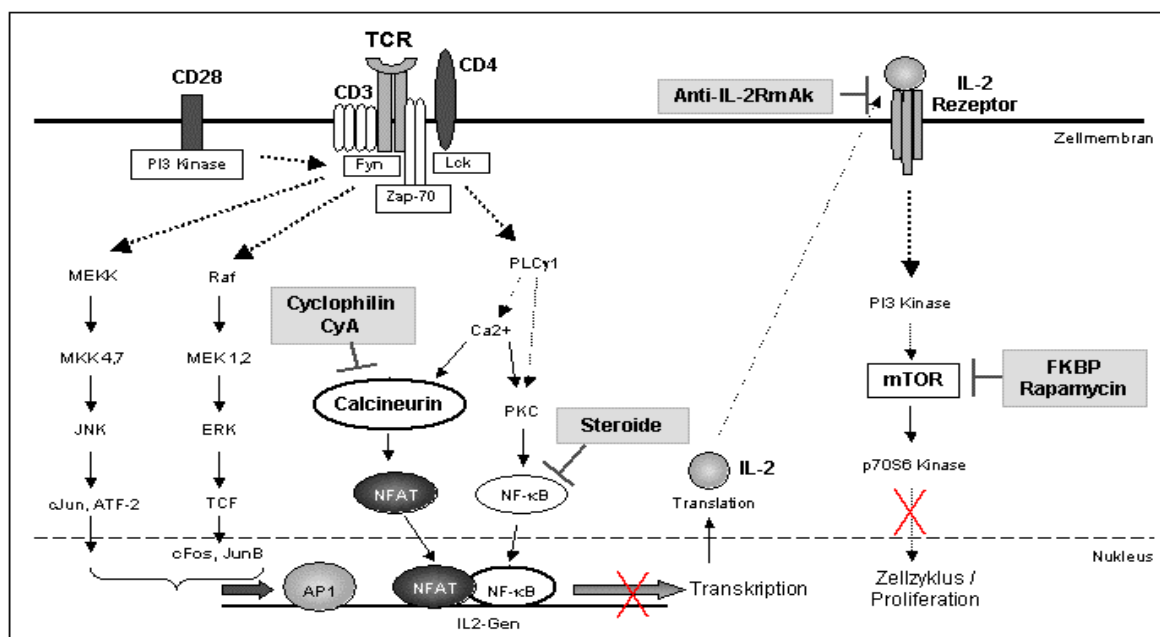 TCR
CD4
CD28
CD3
PI3 Kinase
Fyn
Lck
Zap-70
Anti-IL-2RmAk
IL-2
Rezeptor
Zellmembran
MEKK
Raf
PLCγ1
PI3 Kinase
Cyclophilin
CyA
Ca2+
MKK4,7
MEK1,2
mTOR
FKBP
Rapamycin
Calcineurin
PKC
Steroide
JNK
ERK
IL-2
p70S6 Kinase
cJun, ATF-2
TCF
NFAT
NF-κB
Translation
cFos, JunB
Nukleus
AP1
NFAT
NF-κB
Transkription
Zellzyklus /
Proliferation
IL2-Gen